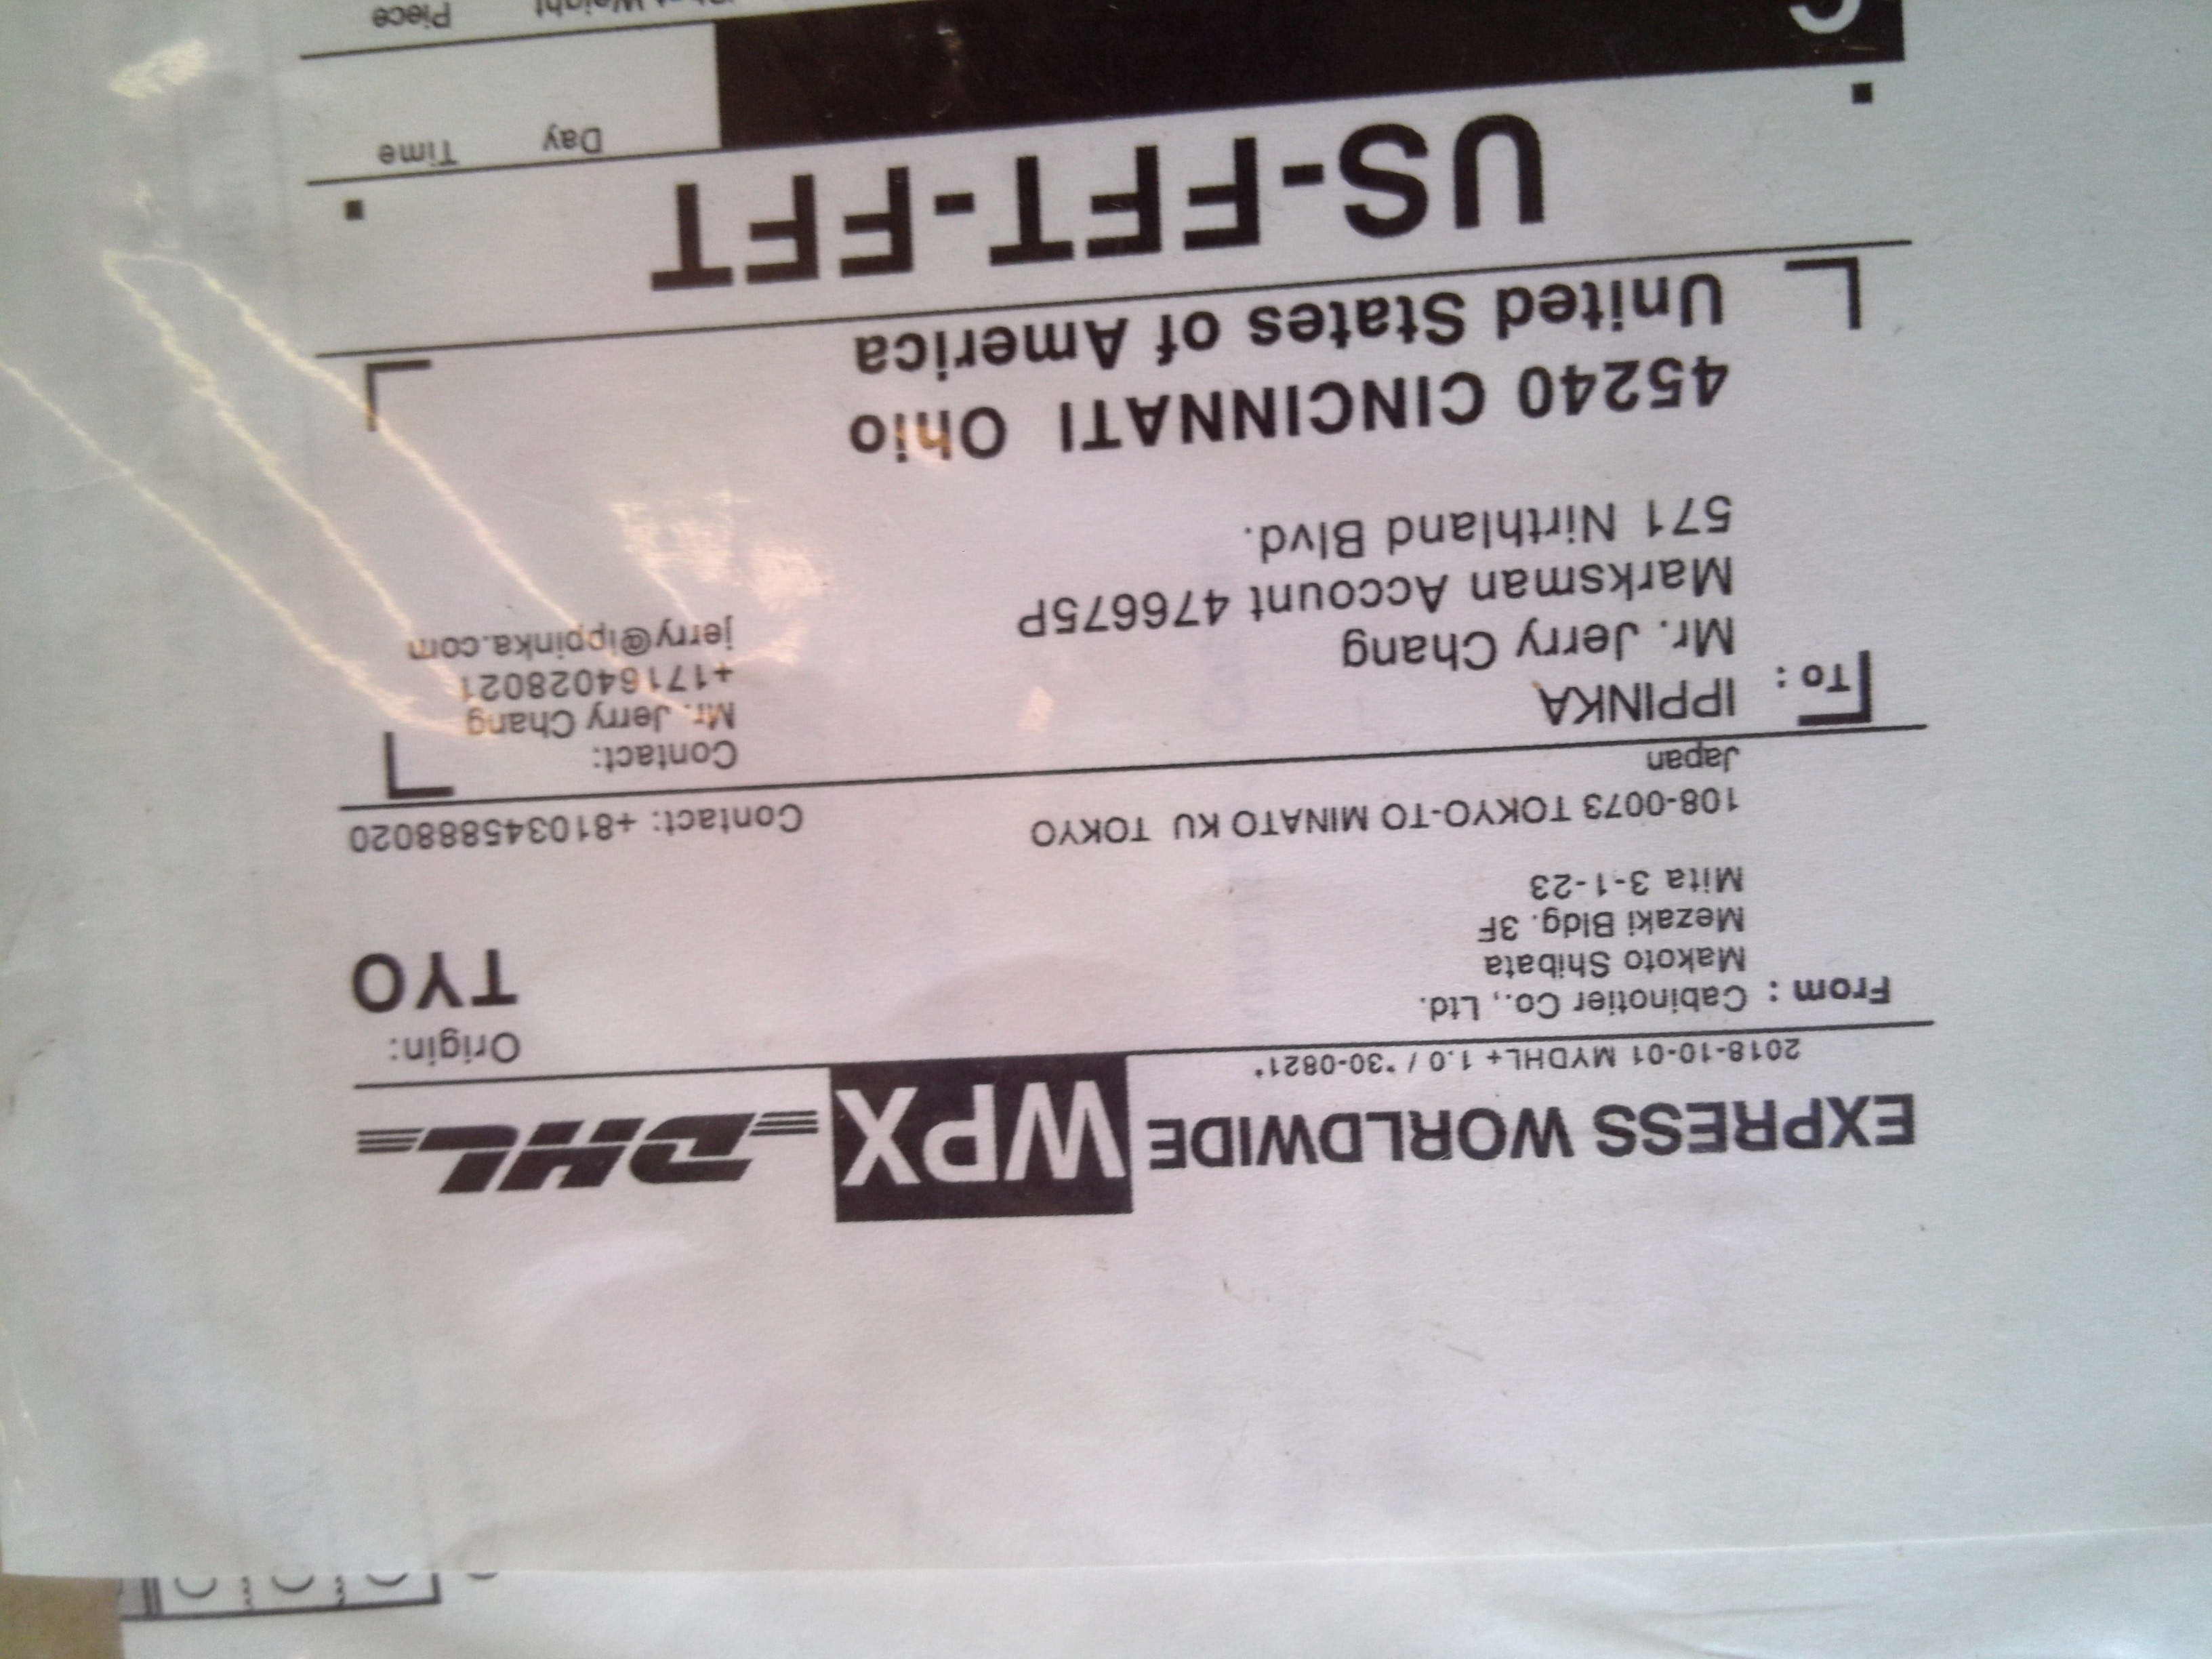 EXPRESS WORLDWIDE WPX DHL
2018-10-01 MYDHL+ 1.0 / *30-0821*
From : Cabinotier Co., Ltd.
Makoto Shibata
Mezaki Bldg. 3F
Mita 3-1-23
Origin:
TYO
108-0073 TOKYO-TO MINATO KU TOKYO
Japan
Contact: +810345888020
To : IPPINKA
Mr. Jerry Chang
Marksman Account 476675P
571 Nirthland Blvd.
Contact:
Mr. Jerry Chang
+17164028021
jerry@ippinka.com
45240 CINCINNATI Ohio
United States of America
US-FFT-FFT
Day Time
C
Weight Piece